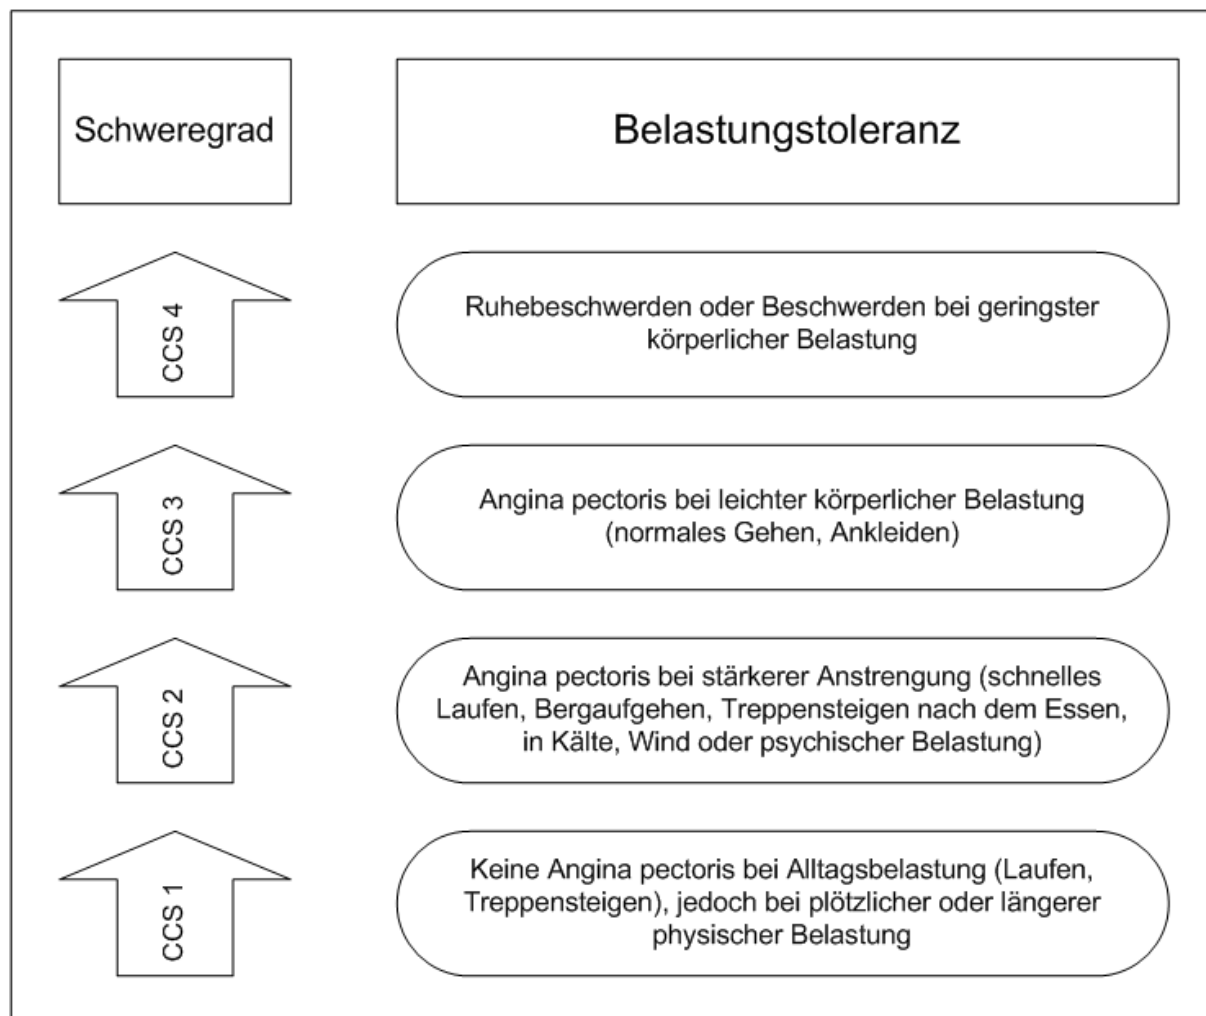 Schweregrad
Belastungstoleranz
CCS 4
Ruhebeschwerden oder Beschwerden bei geringster
körperlicher Belastung
CCS 3
Angina pectoris bei leichter körperlicher Belastung
(normales Gehen, Ankleiden)
CCS 2
Angina pectoris bei stärkerer Anstrengung (schnelles
Laufen, Bergaufgehen, Treppensteigen nach dem Essen,
in Kälte, Wind oder psychischer Belastung)
CCS 1
Keine Angina pectoris bei Alltagsbelastung (Laufen,
Treppensteigen), jedoch bei plötzlicher oder längerer
physischer Belastung